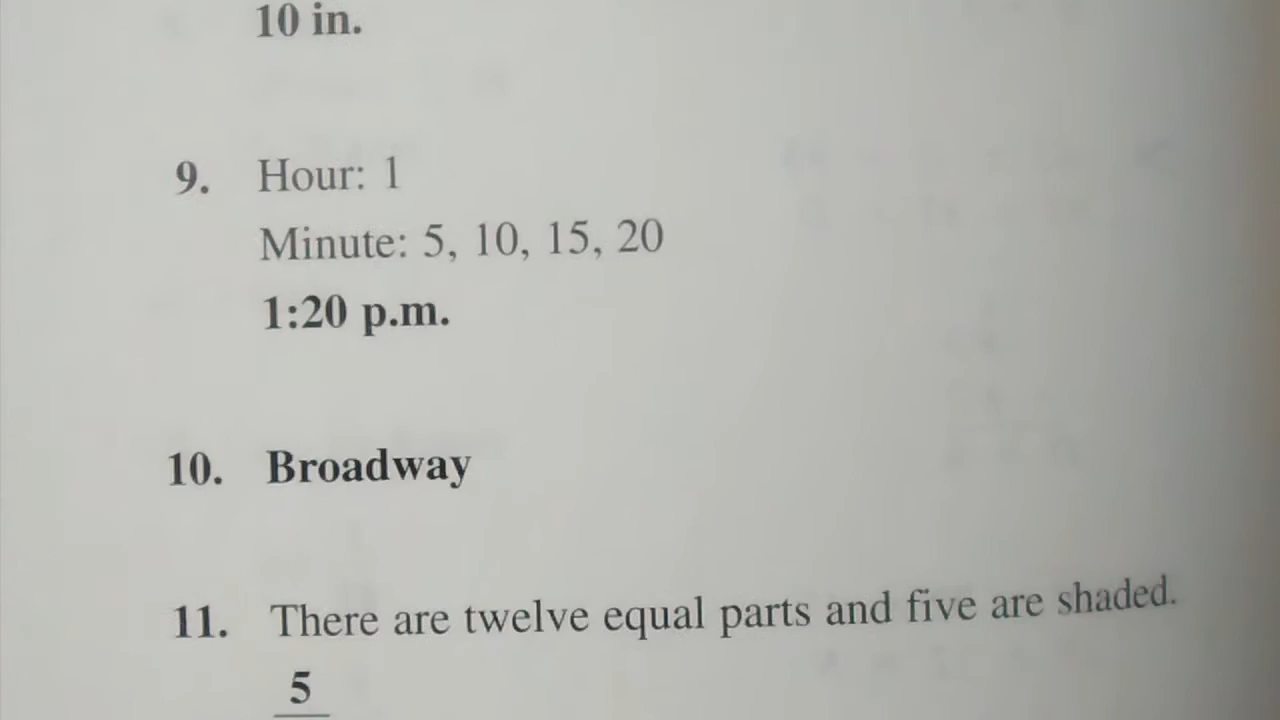 10 in.
9. Hour: 1
Minute: 5, 10, 15, 20
1:20 p.m.
10. Broadway
11. There are twelve equal parts and five are shaded.
5